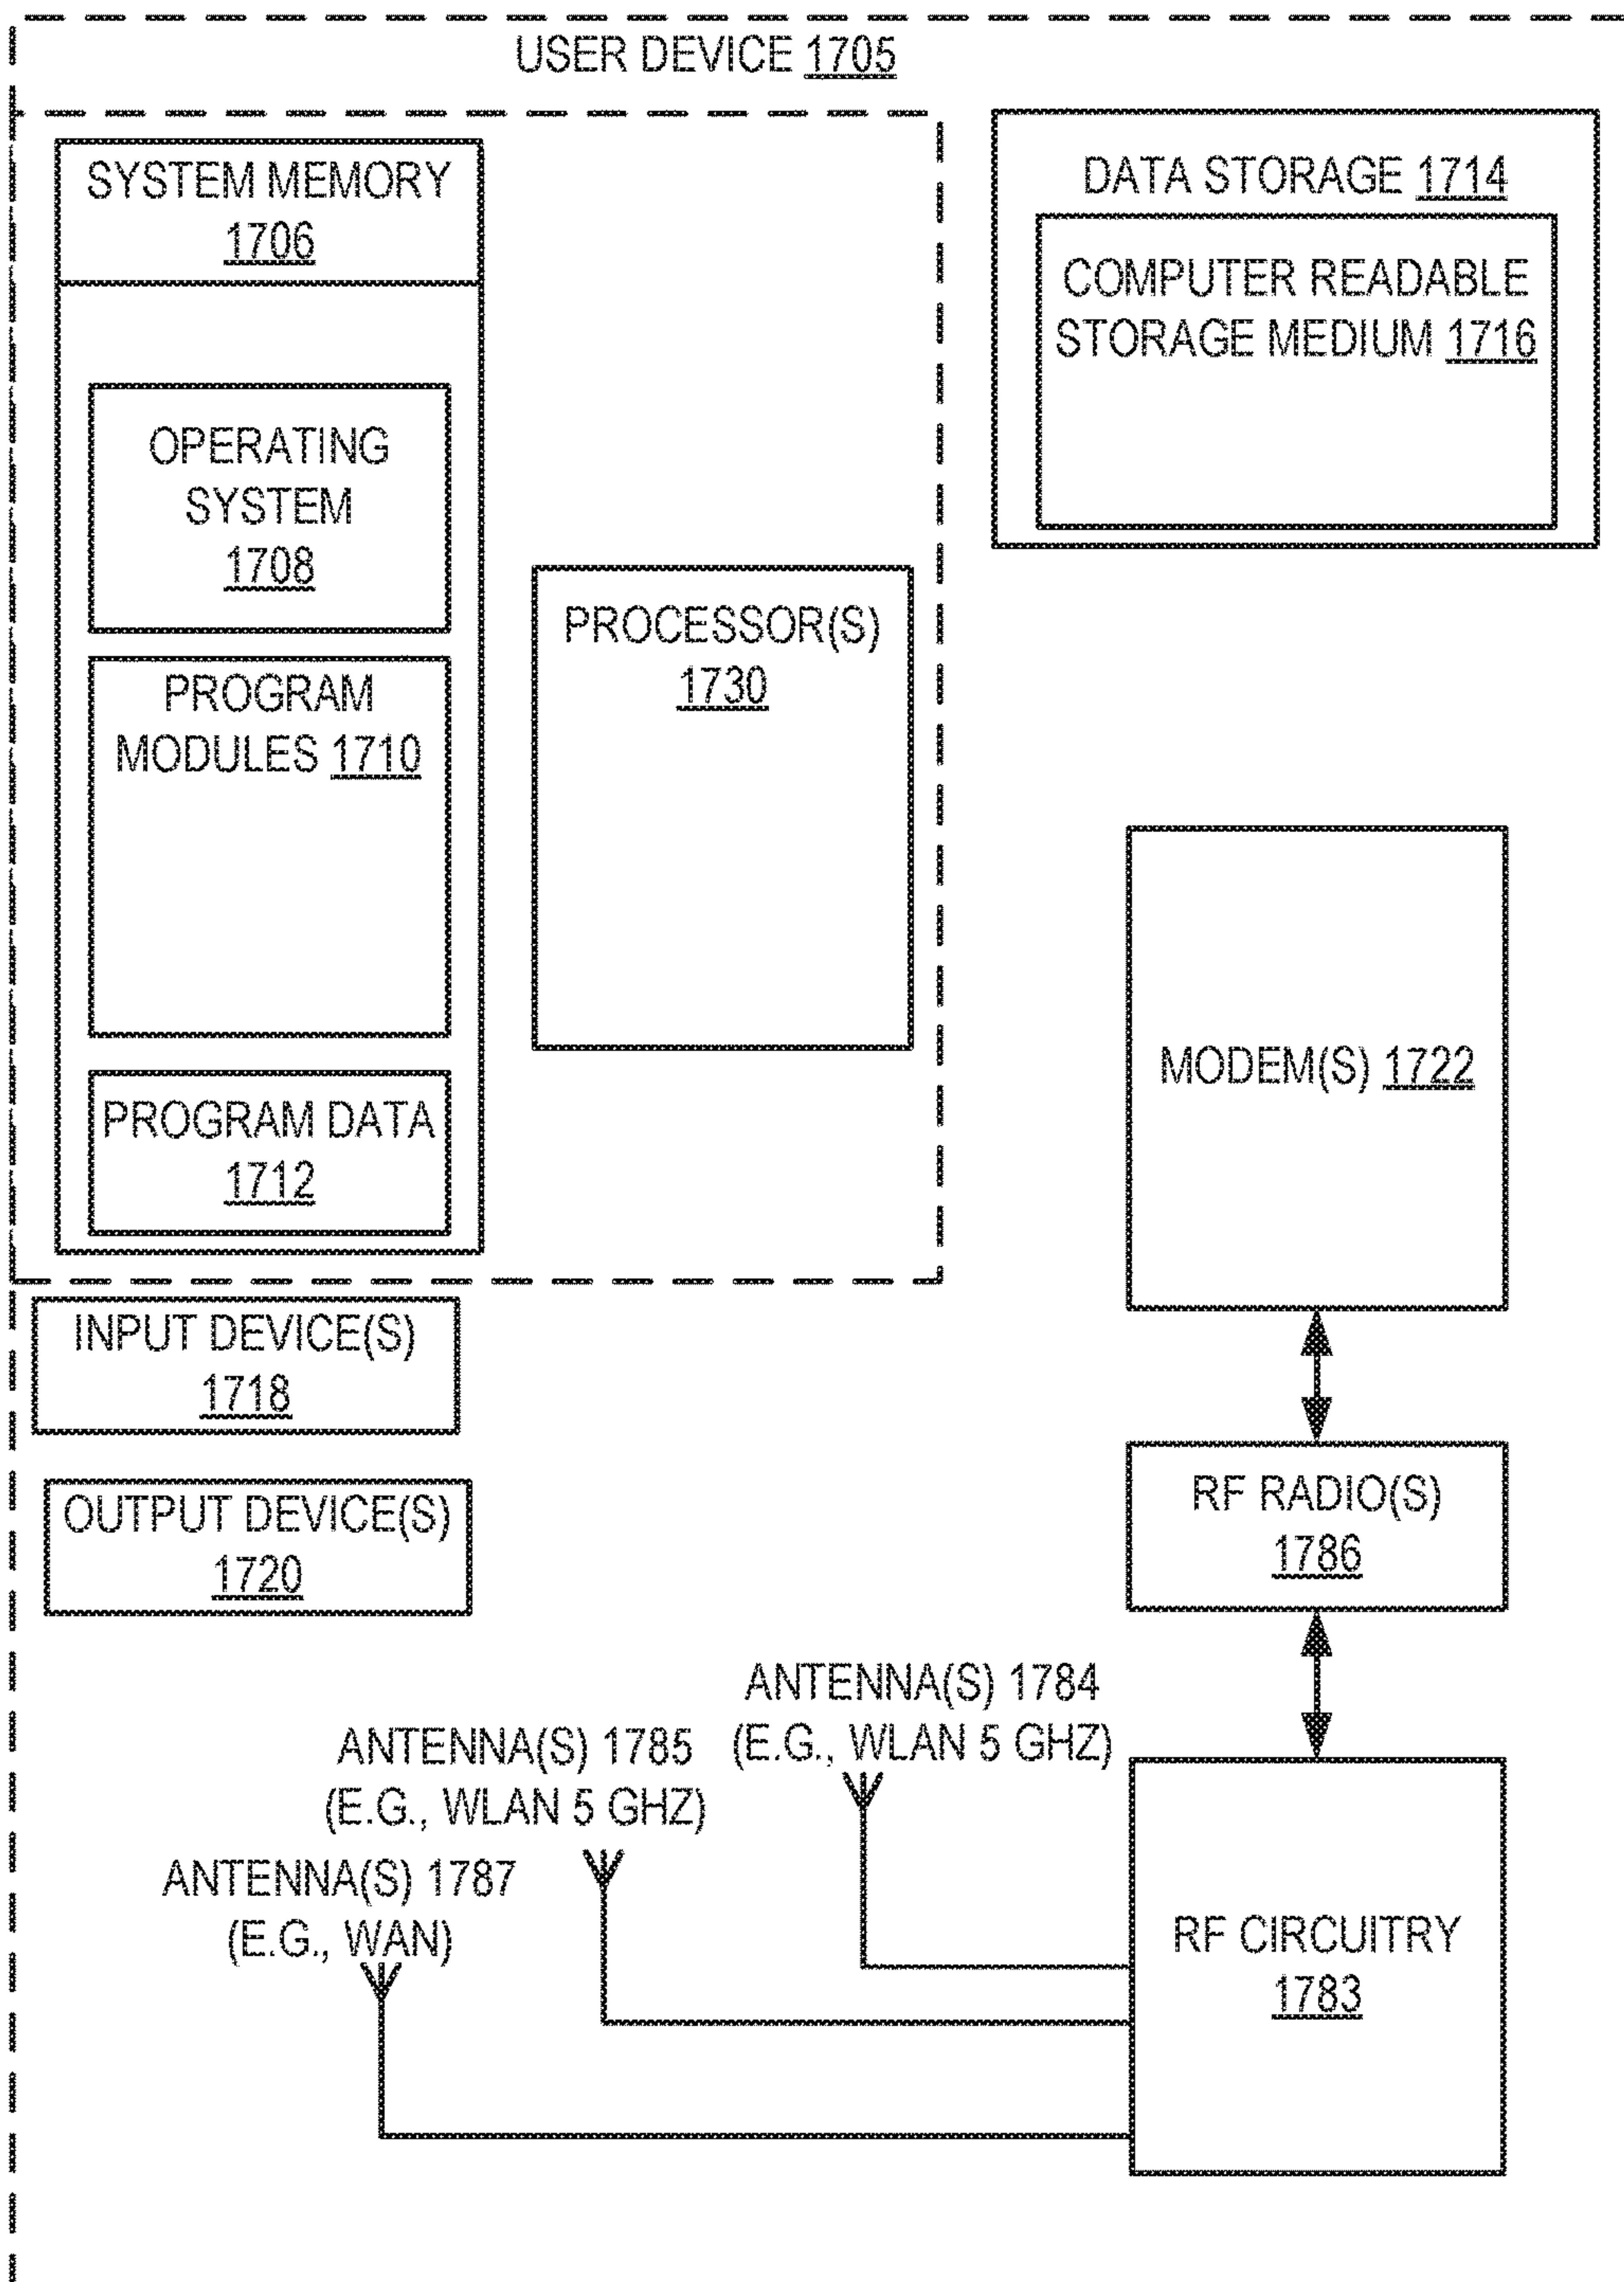 USER DEVICE 1705
SYSTEM MEMORY
1706
OPERATING
SYSTEM
1708
PROGRAM
MODULES 1710
PROGRAM DATA
1712
PROCESSOR(S)
1730
DATA STORAGE 1714
COMPUTER READABLE
STORAGE MEDIUM 1716
MODEM(S) 1722
INPUT DEVICE(S)
1718
OUTPUT DEVICE(S)
1720
RF RADIO(S)
1786
ANTENNA(S) 1784
(E.G., WLAN 5 GHZ)
ANTENNA(S) 1785
(E.G., WLAN 5 GHZ)
ANTENNA(S) 1787
(E.G., WAN)
RF CIRCUITRY
1783